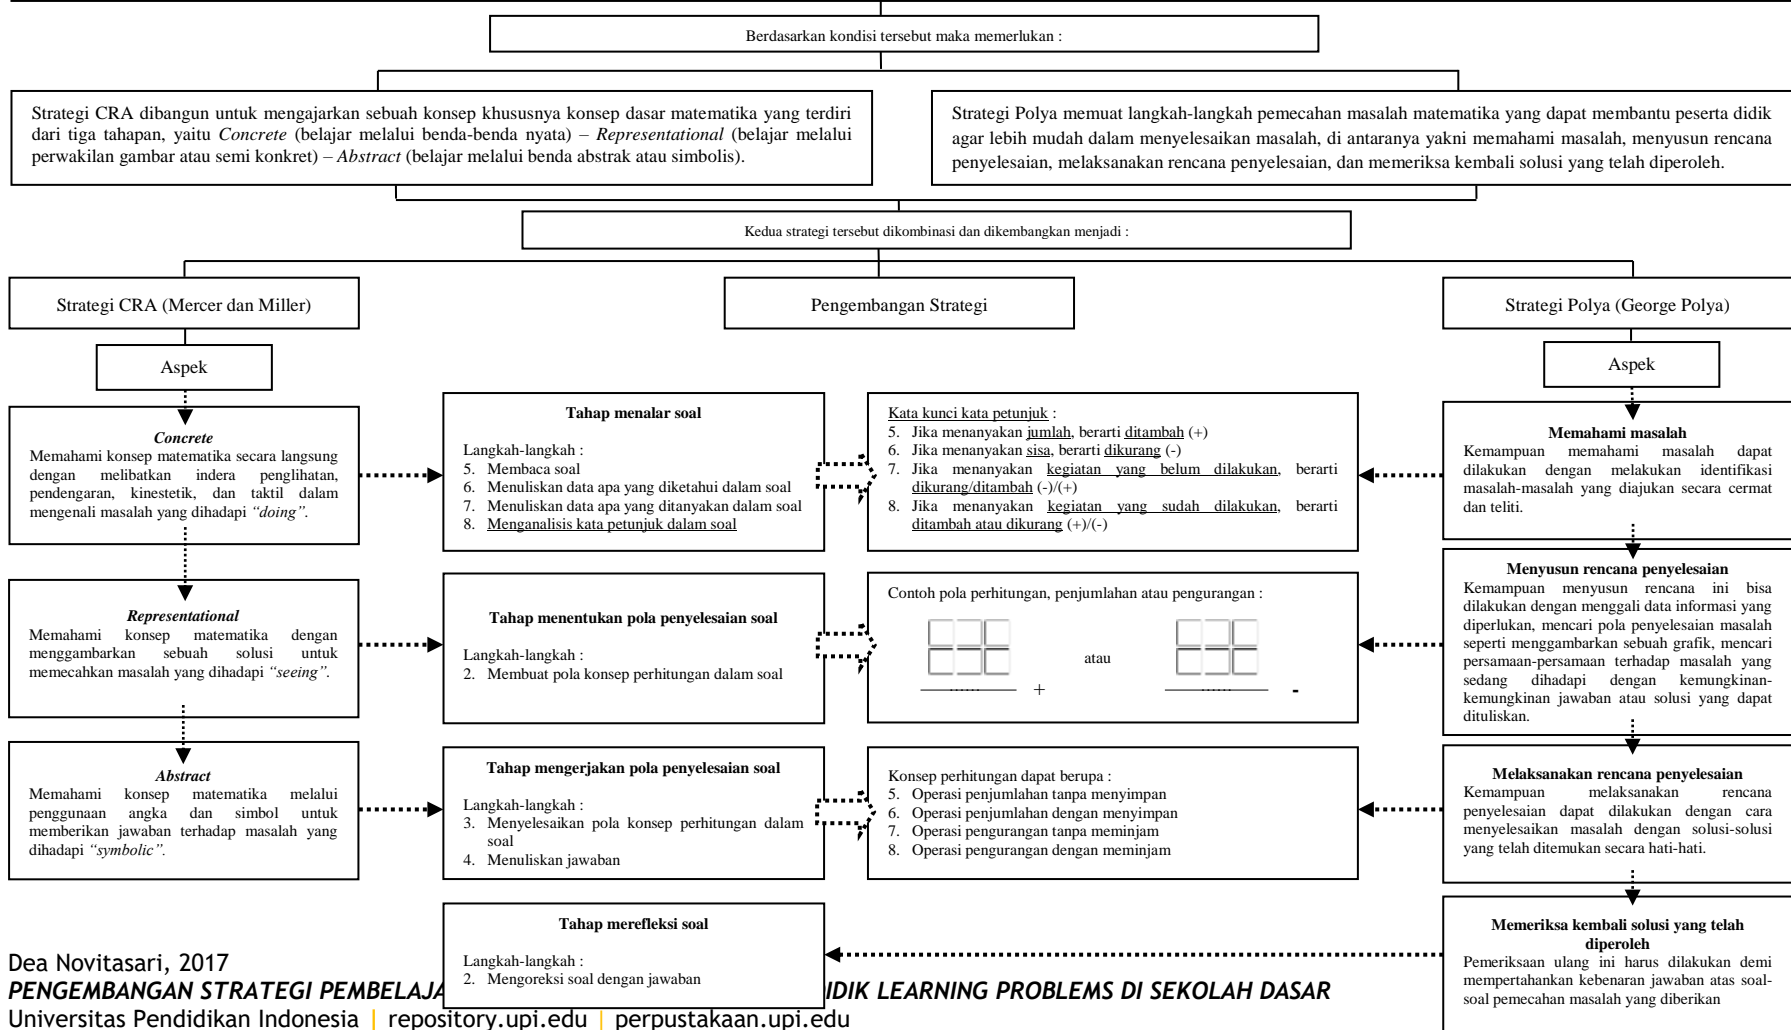 Berdasarkan kondisi tersebut maka memerlukan :
Strategi CRA dibangun untuk mengajarkan sebuah konsep khususnya konsep dasar matematika yang terdiri
dari tiga tahapan, yaitu Concrete (belajar melalui benda-benda nyata) – Representational (belajar melalui
perwakilan gambar atau semi konkret) – Abstract (belajar melalui benda abstrak atau simbolis).
Strategi Polya memuat langkah-langkah pemecahan masalah matematika yang dapat membantu peserta didik
agar lebih mudah dalam menyelesaikan masalah, di antaranya yakni memahami masalah, menyusun rencana
penyelesaian, melaksanakan rencana penyelesaian, dan memeriksa kembali solusi yang telah diperoleh.
Kedua strategi tersebut dikombinasi dan dikembangkan menjadi :
Strategi CRA (Mercer dan Miller)
Pengembangan Strategi
Strategi Polya (George Polya)
Aspek
Aspek
Concrete
Memahami konsep matematika secara langsung
dengan melibatkan indera penglihatan,
pendengaran, kinestetik, dan taktil dalam
mengenali masalah yang dihadapi “doing”.
Tahap menalar soal
Langkah-langkah :
5. Membaca soal
6. Menuliskan data apa yang diketahui dalam soal
7. Menuliskan data apa yang ditanyakan dalam soal
8. Menganalisis kata petunjuk dalam soal
Kata kunci kata petunjuk :
5. Jika menanyakan jumlah, berarti ditambah (+)
6. Jika menanyakan sisa, berarti dikurang (-)
7. Jika menanyakan kegiatan yang belum dilakukan, berarti
dikurang/ditambah (-)/(+)
8. Jika menanyakan kegiatan yang sudah dilakukan, berarti
ditambah atau dikurang (+)/(-)
Memahami masalah
Kemampuan memahami masalah dapat
dilakukan dengan melakukan identifikasi
masalah-masalah yang diajukan secara cermat
dan teliti.
Representational
Memahami konsep matematika dengan
menggambarkan sebuah solusi untuk
memecahkan masalah yang dihadapi “seeing”.
Tahap menentukan pola penyelesaian soal
Langkah-langkah :
2. Membuat pola konsep perhitungan dalam soal
Contoh pola perhitungan, penjumlahan atau pengurangan :
atau
...... +
...... -
Menyusun rencana penyelesaian
Kemampuan menyusun rencana ini bisa
dilakukan dengan menggali data informasi yang
diperlukan, mencari pola penyelesaian masalah
seperti menggambarkan sebuah grafik, mencari
persamaan-persamaan terhadap masalah yang
sedang dihadapi dengan kemungkinan-
kemungkinan jawaban atau solusi yang dapat
dituliskan.
Abstract
Memahami konsep matematika melalui
penggunaan angka dan simbol untuk
memberikan jawaban terhadap masalah yang
dihadapi “symbolic”.
Tahap mengerjakan pola penyelesaian soal
Langkah-langkah :
3. Menyelesaikan pola konsep perhitungan dalam
soal
4. Menuliskan jawaban
Konsep perhitungan dapat berupa :
5. Operasi penjumlahan tanpa menyimpan
6. Operasi penjumlahan dengan menyimpan
7. Operasi pengurangan tanpa meminjam
8. Operasi pengurangan dengan meminjam
Melaksanakan rencana penyelesaian
Kemampuan melaksanakan rencana
penyelesaian dapat dilakukan dengan cara
menyelesaikan masalah dengan solusi-solusi
yang telah ditemukan secara hati-hati.
Tahap merefleksi soal
Langkah-langkah :
2. Mengoreksi soal dengan jawaban
Memeriksa kembali solusi yang telah
diperoleh
Pemeriksaan ulang ini harus dilakukan demi
mempertahankan kebenaran jawaban atas soal-
soal pemecahan masalah yang diberikan
Dea Novitasari, 2017
PENGEMBANGAN STRATEGI PEMBELAJA IDIK LEARNING PROBLEMS DI SEKOLAH DASAR
Universitas Pendidikan Indonesia | repository.upi.edu | perpustakaan.upi.edu